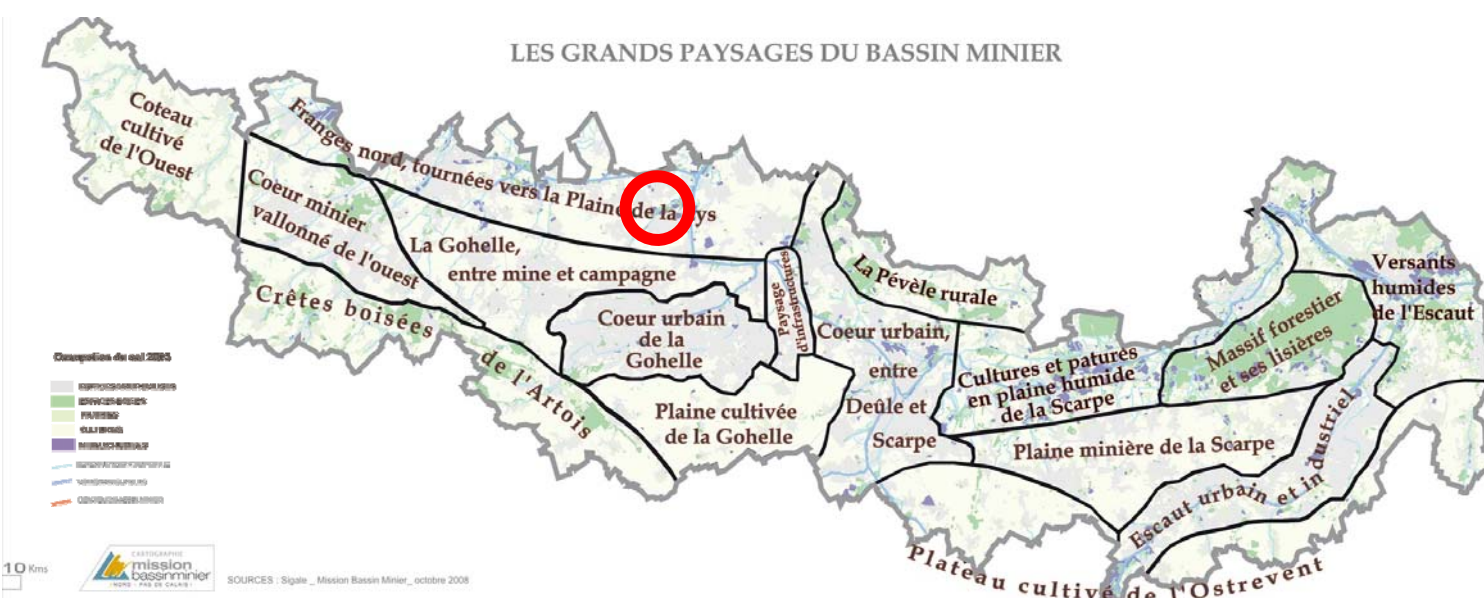 LES GRANDS PAYSAGES DU BASSIN MINIER
Coteau
cultivé
de l'Ouest
Franges nord, tournées vers la Plaine de la Lys
Coeur minier
vallonné de l'ouest
La Gohelle,
entre mine et campagne
Crêtes boisées
de l'Artois
Coeur urbain
de la
Gohelle
Paysage
d'infrastructures
La Pévèle rurale
Coeur urbain,
entre
Deûle et
Scarpe
Plaine cultivée
de la Gohelle
Cultures et patures
en plaine humide
de la Scarpe
Massif forestier
et ses lisières
Versants
humides
de l'Escaut
Plaine minière de la Scarpe
Escaut urbain et industriel
Plateau cultivé de l'Ostrevent
Occupation du sol 2005
10 Kms
CARTOGRAPHIE
mission
bassinminier
NORD - PAS DE CALAIS
SOURCES : Sigale _ Mission Bassin Minier_ octobre 2008